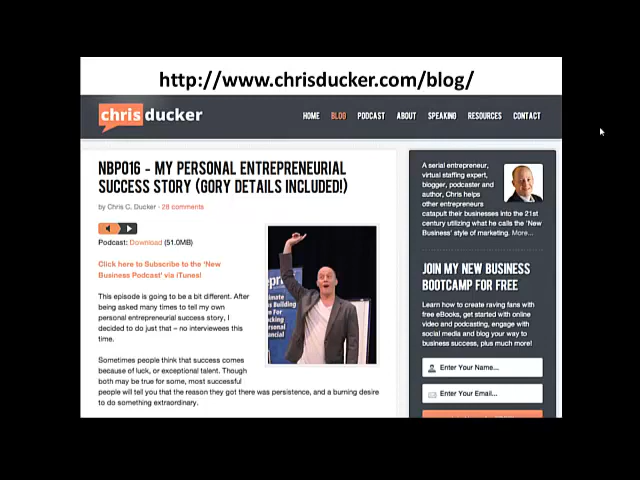 http://www.chrisducker.com/blog/
chris ducker
HOME BLOG PODCAST ABOUT SPEAKING RESOURCES CONTACT
NBP016 – MY PERSONAL ENTREPRENEURIAL
SUCCESS STORY (GORY DETAILS INCLUDED!)
by Chris C. Ducker - 28 comments
Podcast: Download (51.0MB)
Click here to Subscribe to the 'New
Business Podcast' via iTunes!
This episode is going to be a bit different. After
being asked many times to tell my own
personal entrepreneurial success story, I
decided to do just that – no interviewees this
time.
Sometimes people think that success comes
because of luck, or exceptional talent. Though
both may be true for some, most successful
people will tell you that the reason they got there was persistence, and a burning desire
to do something extraordinary.
A serial entrepreneur,
virtual staffing expert,
blogger, podcaster and
author, Chris helps
other entrepreneurs
catapult their businesses into the 21st
century utilizing what he calls the 'New
Business' style of marketing. More...
JOIN MY NEW BUSINESS
BOOTCAMP FOR FREE
Learn how to create raving fans with
free eBooks, get started with online
video and podcasting, engage with
social media and blog your way to
business success, plus much more!
Enter Your Name...
Enter Your Email...